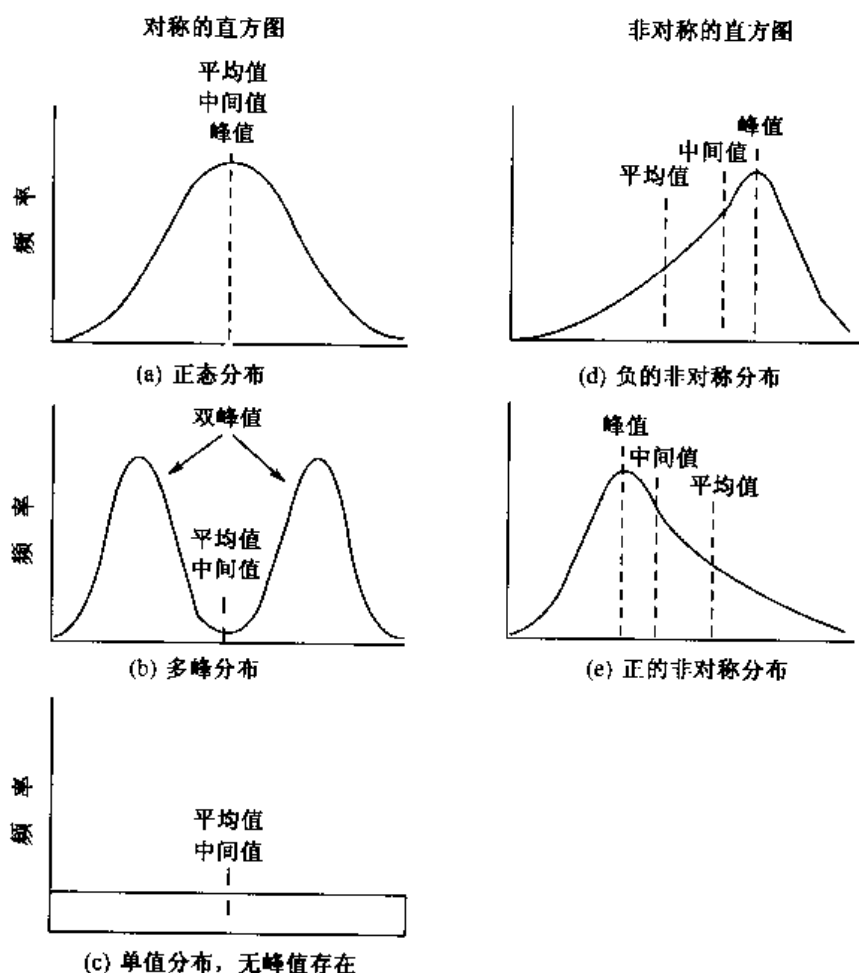 对称的直方图
平均值
中间值
峰值
频 率
(a) 正态分布
双峰值
平均值
中间值
频 率
(b) 多峰分布
平均值
中间值
频 率
(c) 单值分布，无峰值存在
非对称的直方图
峰值
中间值
平均值
(d) 负的非对称分布
峰值
中间值
平均值
(e) 正的非对称分布